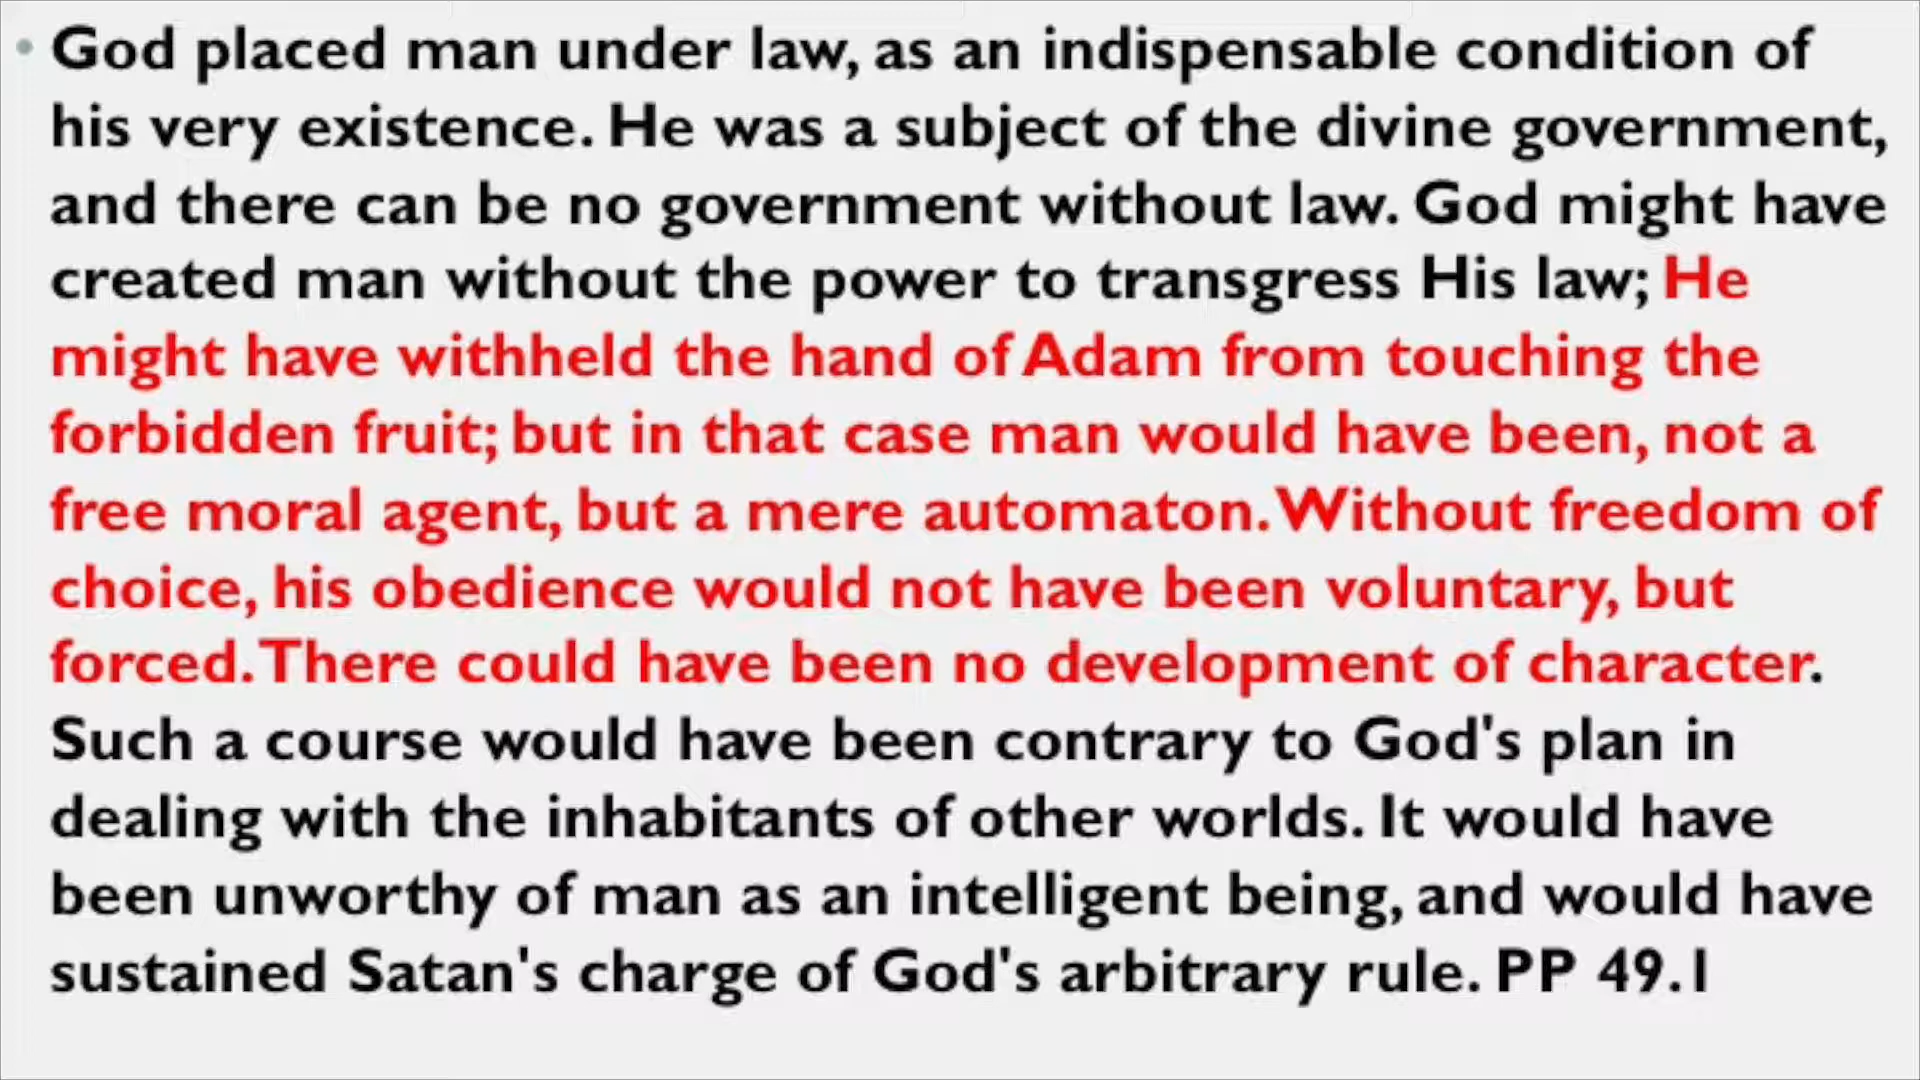 • God placed man under law, as an indispensable condition of
his very existence. He was a subject of the divine government,
and there can be no government without law. God might have
created man without the power to transgress His law; He
might have withheld the hand of Adam from touching the
forbidden fruit; but in that case man would have been, not a
free moral agent, but a mere automaton. Without freedom of
choice, his obedience would not have been voluntary, but
forced. There could have been no development of character.
Such a course would have been contrary to God's plan in
dealing with the inhabitants of other worlds. It would have
been unworthy of man as an intelligent being, and would have
sustained Satan's charge of God's arbitrary rule. PP 49.1